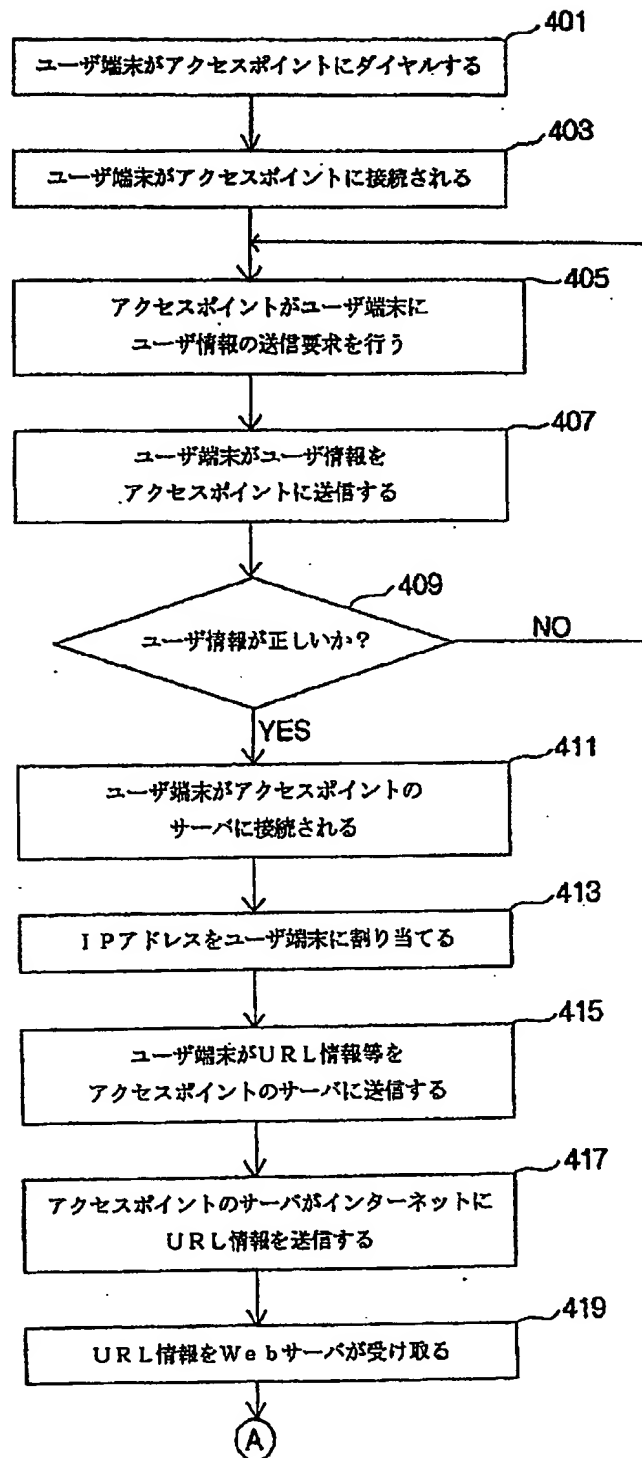 401
ユーザ端末がアクセスポイントにダイヤルする
403
ユーザ端末がアクセスポイントに接続される
405
アクセスポイントがユーザ端末に
ユーザ情報の送信要求を行う
407
ユーザ端末がユーザ情報を
アクセスポイントに送信する
409
ユーザ情報が正しいか?
NO
YES
411
ユーザ端末がアクセスポイントの
サーバに接続される
413
IPアドレスをユーザ端末に割り当てる
415
ユーザ端末がURL情報等を
アクセスポイントのサーバに送信する
417
アクセスポイントのサーバがインターネットに
URL情報を送信する
419
URL情報をWebサーバが受け取る
A